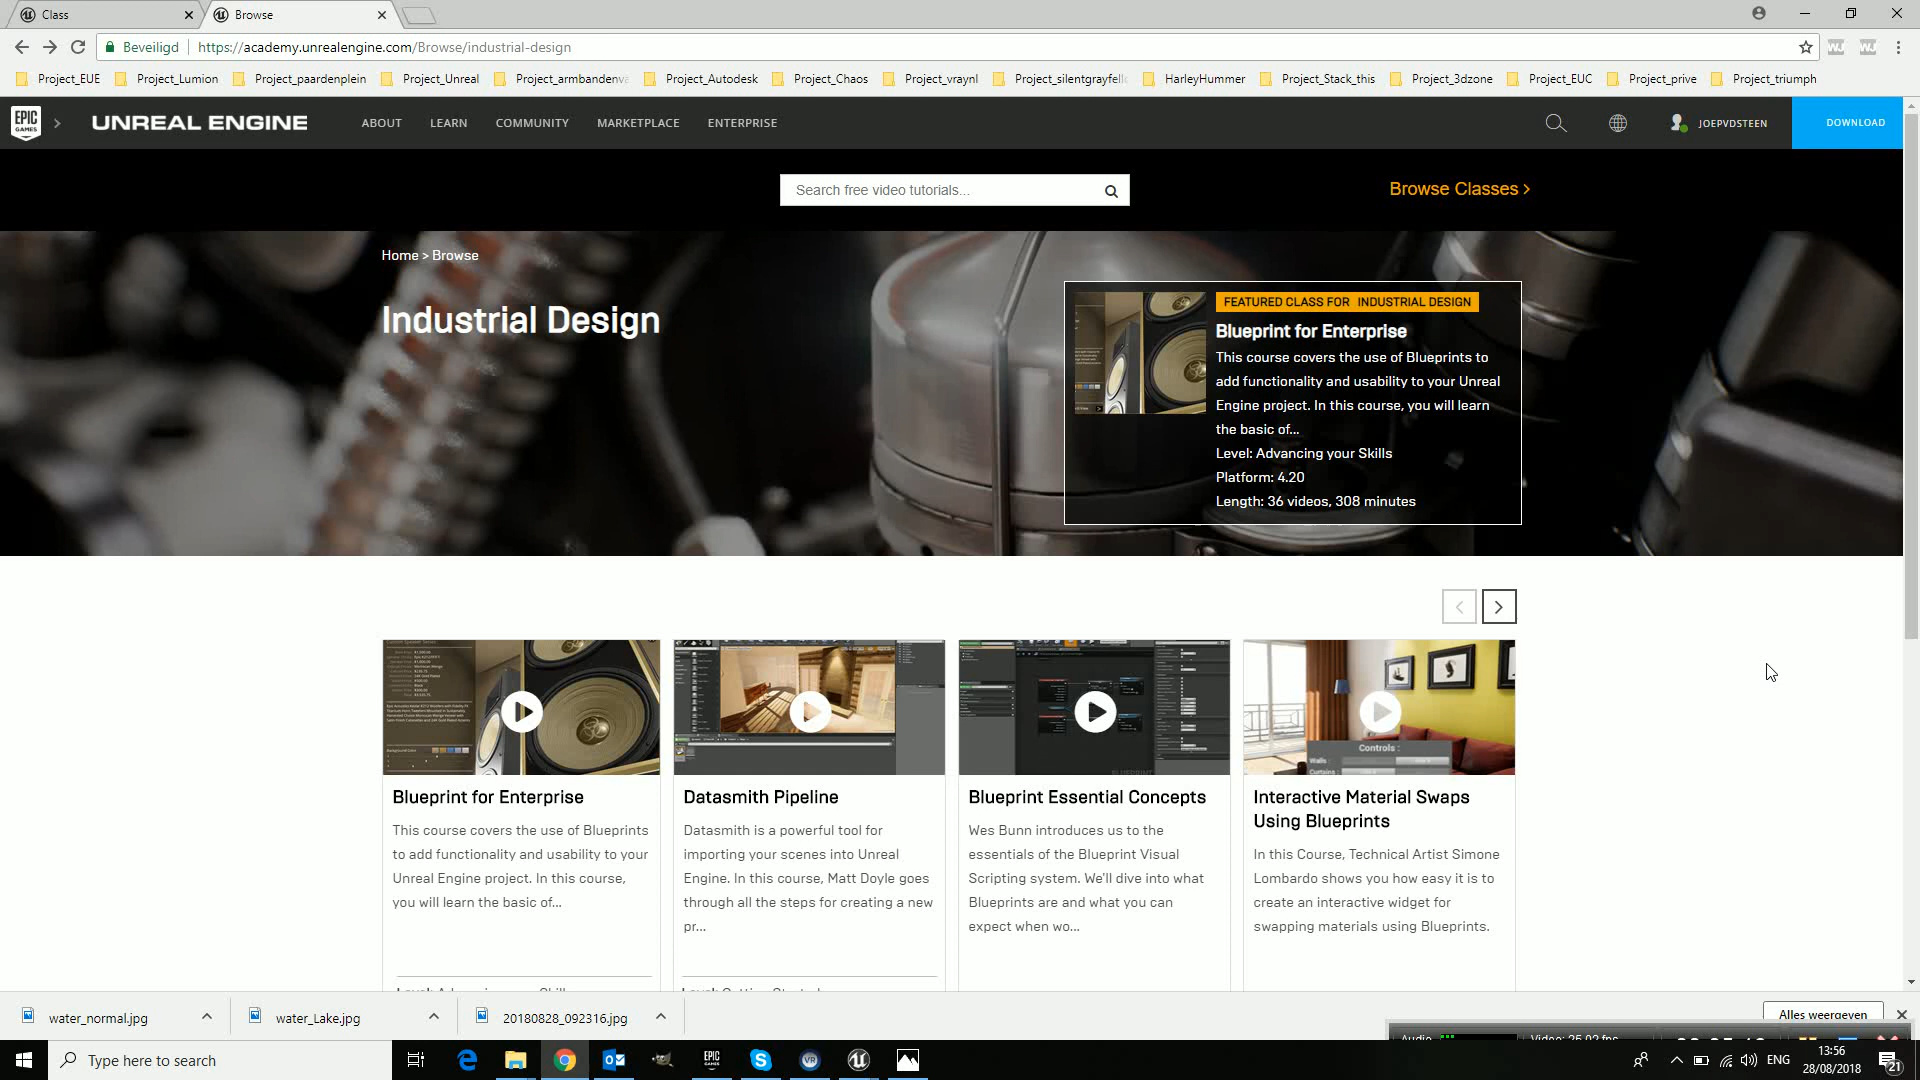 Class
Browse
Beveiligd
https://academy.unrealengine.com/Browse/industrial-design
Project_EUE
Project_Lumion
Project_paardenplein
Project_Unreal
Project_armbandenva
Project_Autodesk
Project_Chaos
Project_vraynl
Project_silentgrayfell
HarleyHummer
Project_Stack_this
Project_3dzone
Project_EUC
Project_prive
Project_triumph
EPIC
GAMES
UNREAL ENGINE
ABOUT
LEARN
COMMUNITY
MARKETPLACE
ENTERPRISE
JOEPVDSTEEN
DOWNLOAD
Search free video tutorials...
Browse Classes >
Home > Browse
Industrial Design
FEATURED CLASS FOR INDUSTRIAL DESIGN
Blueprint for Enterprise
This course covers the use of Blueprints to
add functionality and usability to your Unreal
Engine project. In this course, you will learn
the basic of...
Level: Advancing your Skills
Platform: 4.20
Length: 36 videos, 308 minutes
Controls :
Walls :
Curtains :
BLUEPRINT
Blueprint for Enterprise
This course covers the use of Blueprints
to add functionality and usability to your
Unreal Engine project. In this course,
you will learn the basic of...
Datasmith Pipeline
Datasmith is a powerful tool for
importing your scenes into Unreal
Engine. In this course, Matt Doyle goes
through all the steps for creating a new
pr...
Blueprint Essential Concepts
Wes Bunn introduces us to the
essentials of the Blueprint Visual
Scripting system. We'll dive into what
Blueprints are and what you can
expect when wo...
Interactive Material Swaps
Using Blueprints
In this Course, Technical Artist Simone
Lombardo shows you how easy it is to
create an interactive widget for
swapping materials using Blueprints.
water_normal.jpg
water_Lake.jpg
20180828_092316.jpg
Alles weergeven
Type here to search
EPIC
GAMES
VR
ENG
13:56
28/08/2018
21